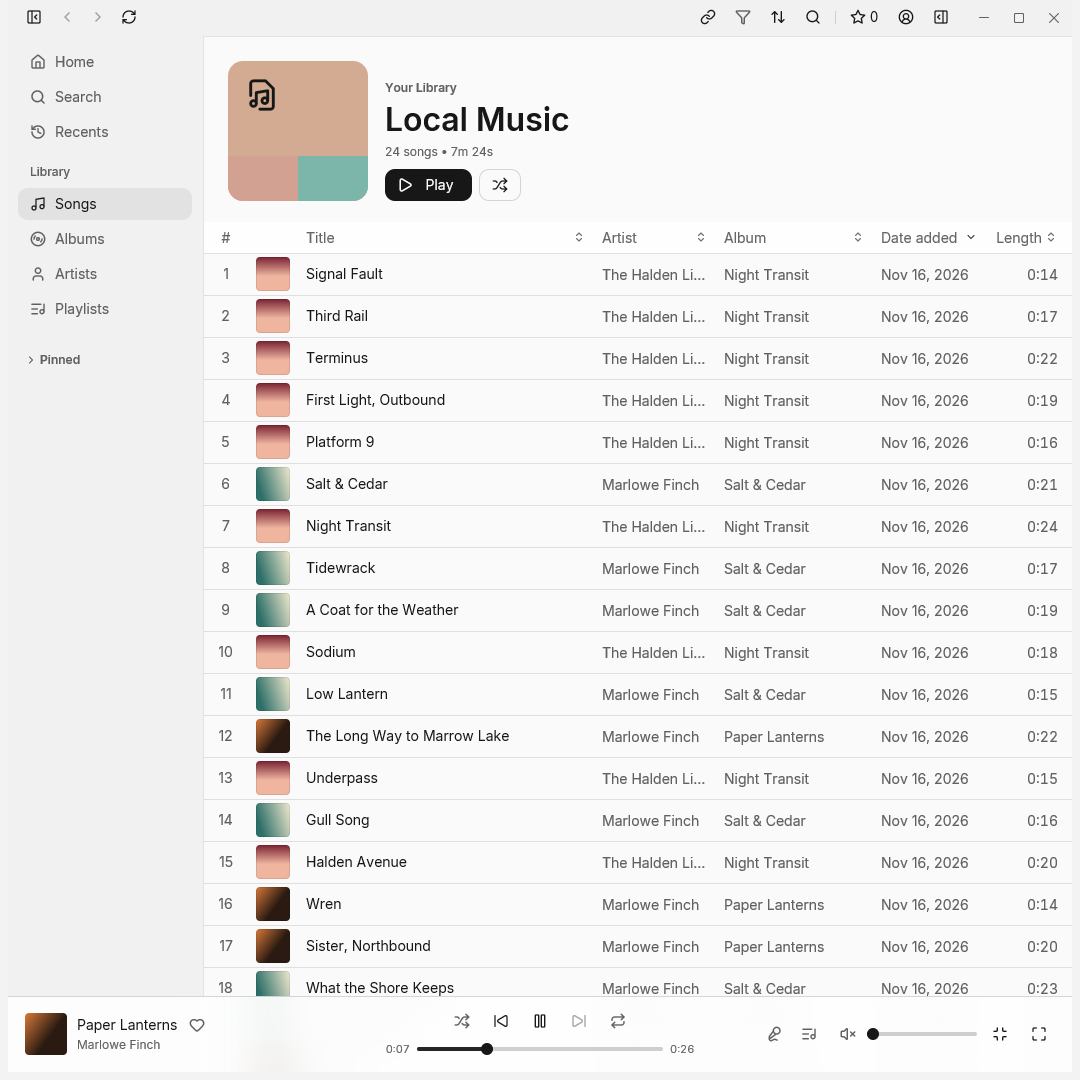 0
Home
Search
Recents
Library
Songs
Albums
Artists
Playlists
Pinned
Your Library
Local Music
24 songs • 7m 24s
Play
# Title Artist Album Date added Length
1 Signal Fault The Halden Li... Night Transit Nov 16, 2026 0:14
2 Third Rail The Halden Li... Night Transit Nov 16, 2026 0:17
3 Terminus The Halden Li... Night Transit Nov 16, 2026 0:22
4 First Light, Outbound The Halden Li... Night Transit Nov 16, 2026 0:19
5 Platform 9 The Halden Li... Night Transit Nov 16, 2026 0:16
6 Salt & Cedar Marlowe Finch Salt & Cedar Nov 16, 2026 0:21
7 Night Transit The Halden Li... Night Transit Nov 16, 2026 0:24
8 Tidewrack Marlowe Finch Salt & Cedar Nov 16, 2026 0:17
9 A Coat for the Weather Marlowe Finch Salt & Cedar Nov 16, 2026 0:19
10 Sodium The Halden Li... Night Transit Nov 16, 2026 0:18
11 Low Lantern Marlowe Finch Salt & Cedar Nov 16, 2026 0:15
12 The Long Way to Marrow Lake Marlowe Finch Paper Lanterns Nov 16, 2026 0:22
13 Underpass The Halden Li... Night Transit Nov 16, 2026 0:15
14 Gull Song Marlowe Finch Salt & Cedar Nov 16, 2026 0:16
15 Halden Avenue The Halden Li... Night Transit Nov 16, 2026 0:20
16 Wren Marlowe Finch Paper Lanterns Nov 16, 2026 0:14
17 Sister, Northbound Marlowe Finch Paper Lanterns Nov 16, 2026 0:20
18 What the Shore Keeps Marlowe Finch Salt & Cedar Nov 16, 2026 0:23
Paper Lanterns
Marlowe Finch
0:07 0:26